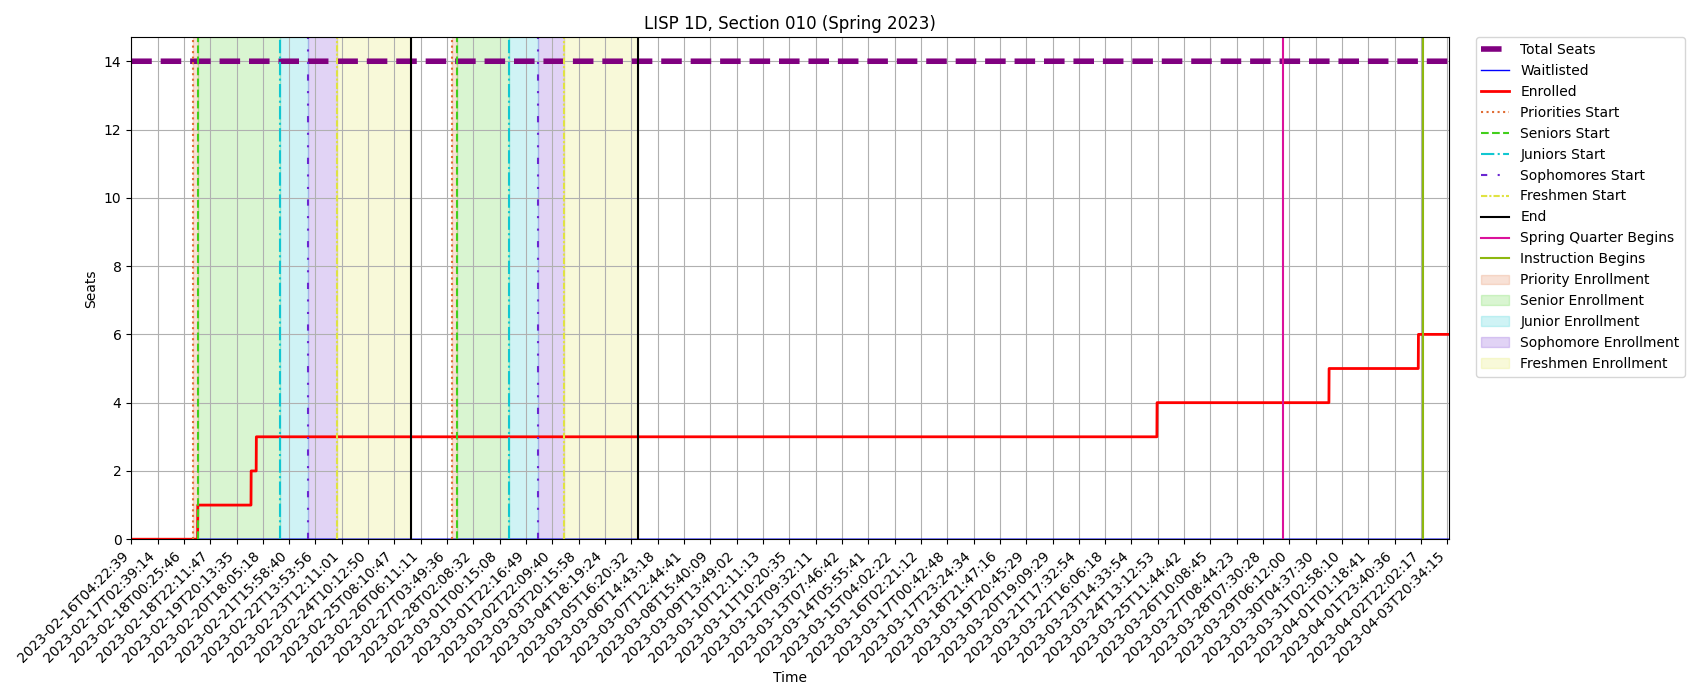 LISP 1D, Section 010 (Spring 2023)
Seats
14
12
10
8
6
4
2
0
2023-02-16T04:22:39
2023-02-17T02:39:14
2023-02-18T00:25:46
2023-02-18T22:11:47
2023-02-19T20:13:35
2023-02-20T18:05:18
2023-02-21T15:58:40
2023-02-22T13:53:56
2023-02-23T12:11:01
2023-02-24T10:12:50
2023-02-25T08:10:47
2023-02-26T06:11:11
2023-02-27T03:49:36
2023-02-28T02:08:32
2023-03-01T00:15:08
2023-03-01T22:16:49
2023-03-02T22:09:40
2023-03-03T20:15:58
2023-03-04T18:19:24
2023-03-05T16:20:32
2023-03-06T14:43:18
2023-03-07T12:44:41
2023-03-08T15:40:09
2023-03-09T13:49:02
2023-03-10T12:11:13
2023-03-11T10:20:35
2023-03-12T09:32:11
2023-03-13T07:46:42
2023-03-14T05:55:41
2023-03-15T04:02:22
2023-03-16T02:21:12
2023-03-17T00:42:48
2023-03-17T23:24:34
2023-03-18T21:47:16
2023-03-19T20:45:29
2023-03-20T19:09:29
2023-03-21T17:32:54
2023-03-22T16:06:18
2023-03-23T14:33:54
2023-03-24T13:12:53
2023-03-25T11:44:42
2023-03-26T10:08:45
2023-03-27T08:44:23
2023-03-28T07:30:28
2023-03-29T06:12:00
2023-03-30T04:37:30
2023-03-31T02:58:10
2023-04-01T01:18:41
2023-04-01T23:40:36
2023-04-02T22:02:17
2023-04-03T20:34:15
Time
Total Seats
Waitlisted
Enrolled
Priorities Start
Seniors Start
Juniors Start
Sophomores Start
Freshmen Start
End
Spring Quarter Begins
Instruction Begins
Priority Enrollment
Senior Enrollment
Junior Enrollment
Sophomore Enrollment
Freshmen Enrollment